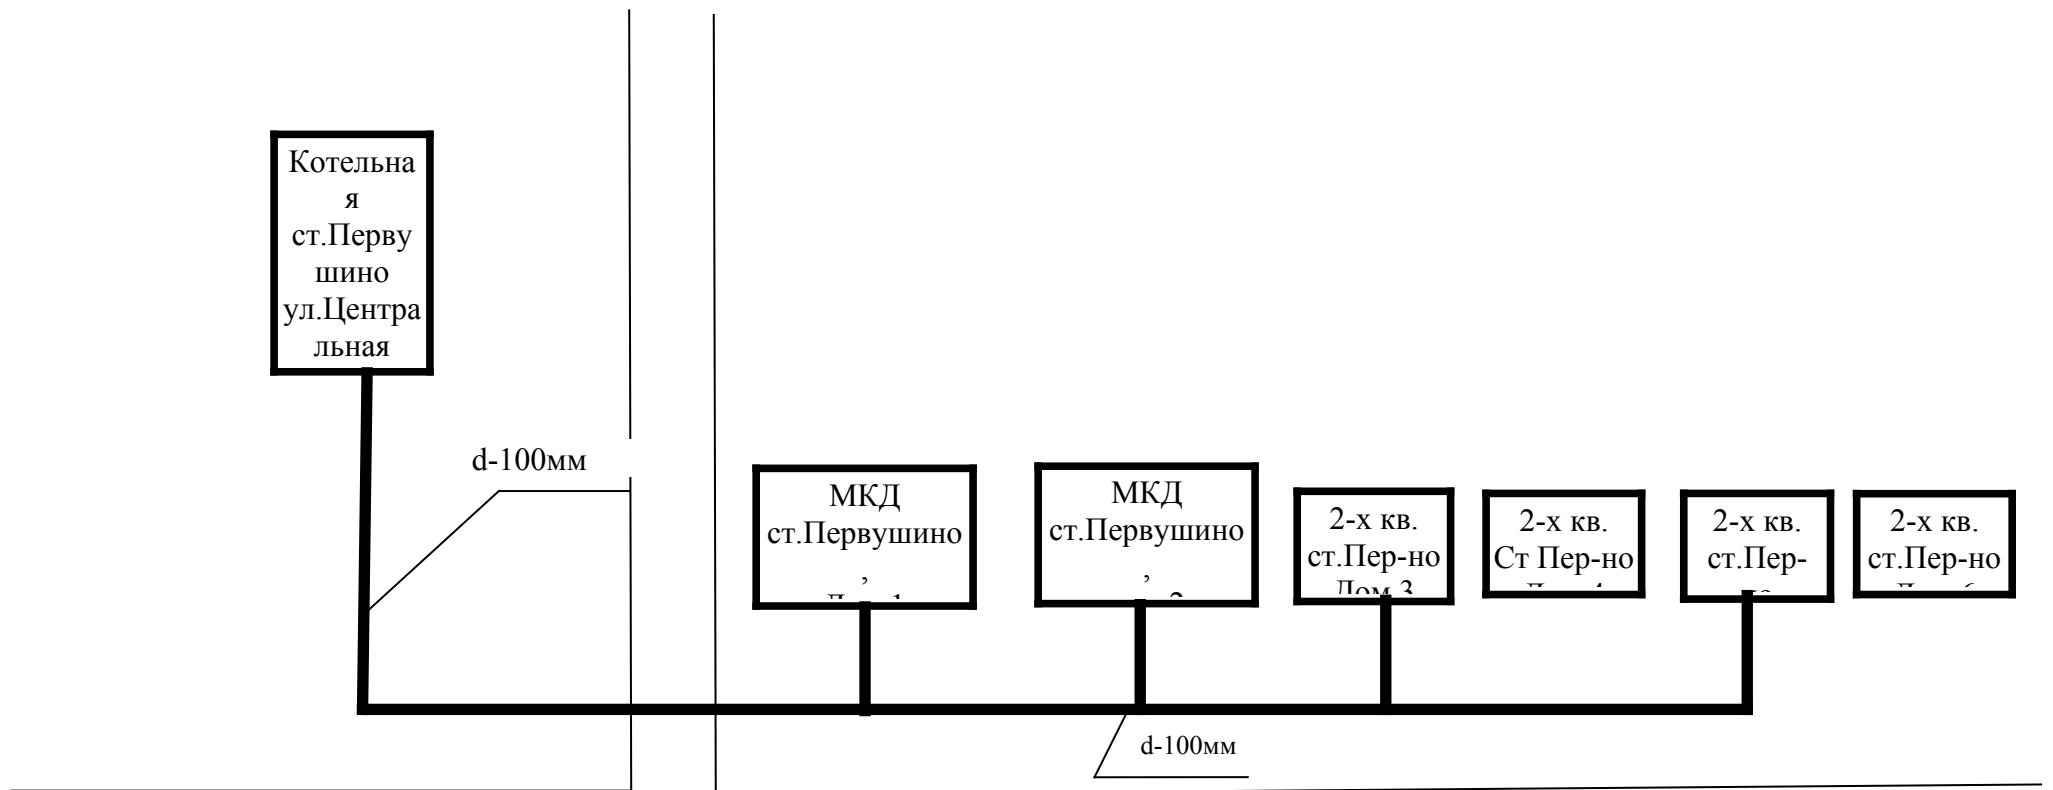 Котельна
я
ст.Перву
шино
ул.Центра
льная
d-100мм
МКД
ст.Первушино
,
МКД
ст.Первушино
,
2
2-х кв.
ст.Пер-но
Дом 3
2-х кв.
Ст Пер-но
2-х кв.
ст.Пер-
2-х кв.
ст.Пер-но
d-100мм